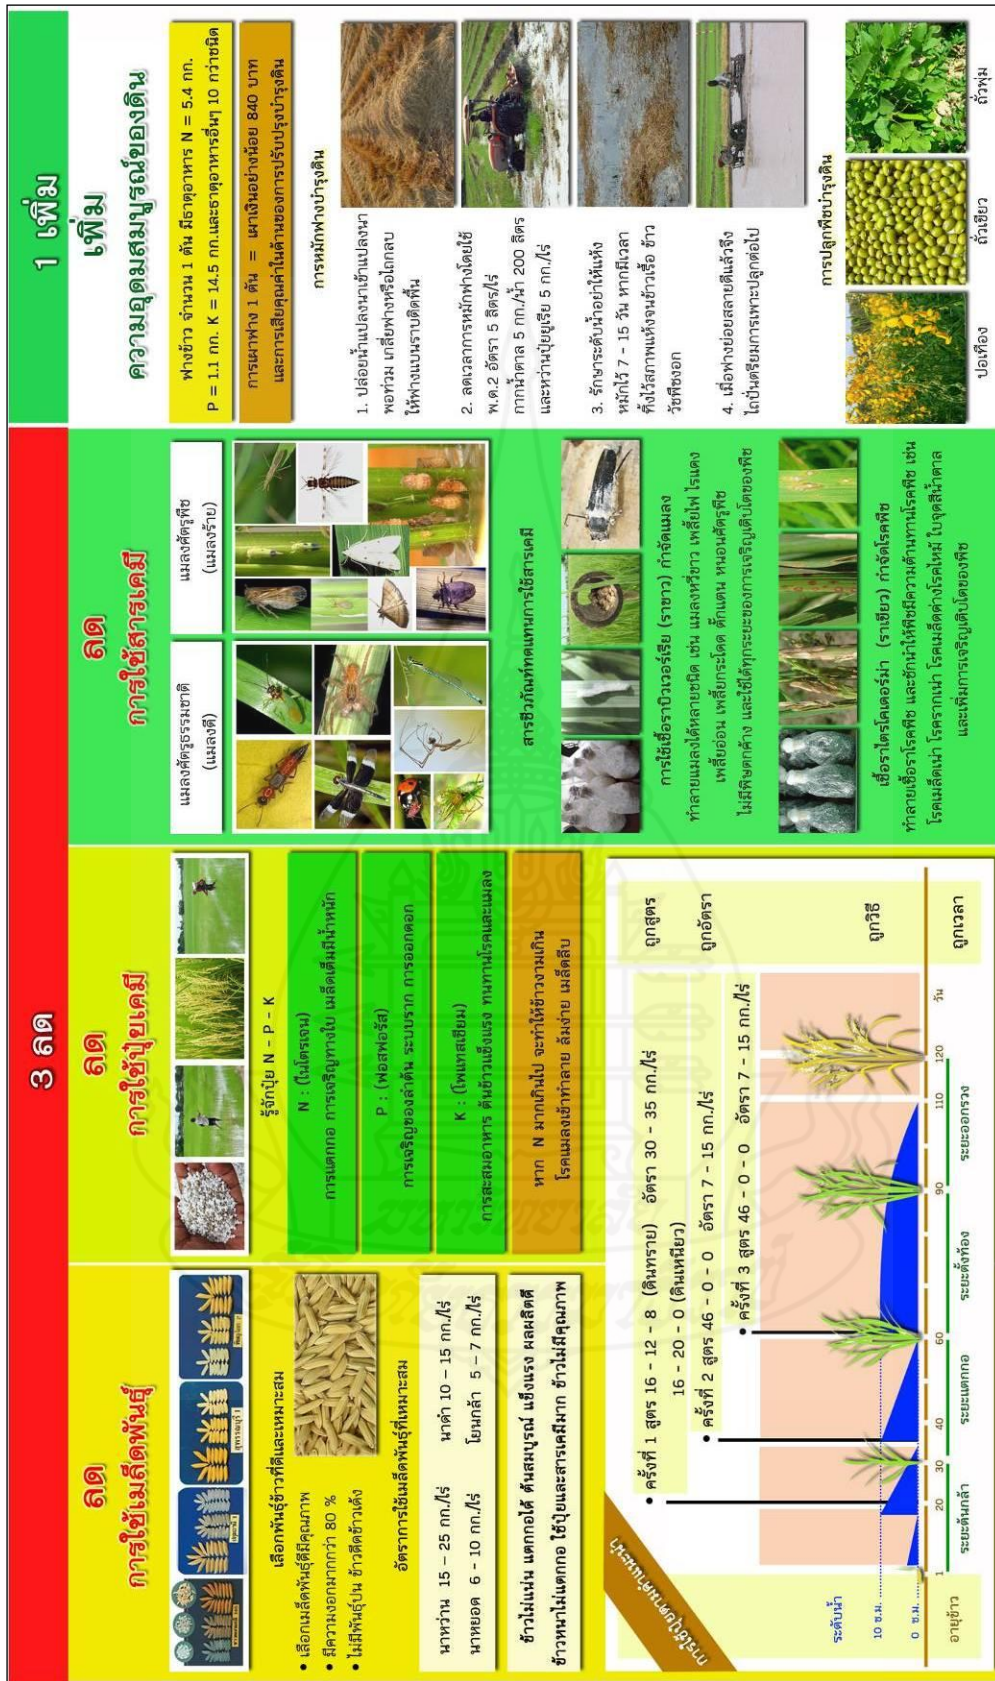 3 ลด
1 เพิ่ม
ลด
การใช้เมล็ดพันธุ์
เลือกพันธุ์ข้าวที่ดีและเหมาะสม
• เลือกเมล็ดพันธุ์ดีมีคุณภาพ
• มีความงอกมากกว่า 80 %
• ไม่มีพันธุ์ปน ข้าวดีดข้าวเด้ง
อัตราการใช้เมล็ดพันธุ์ที่เหมาะสม
นาหว่าน 15 – 25 กก./ไร่ นาดำ 10 – 15 กก./ไร่
นาหยอด 6 - 10 กก./ไร่ โยนกล้า 5 – 7 กก./ไร่
ข้าวไม่แน่น แตกกอได้ ต้นสมบูรณ์ แข็งแรง ผลผลิตดี
ข้าวหนาไม่แตกกอ ใช้ปุ๋ยและสารเคมีมาก ข้าวไม่มีคุณภาพ
ลด
การใช้ปุ๋ยเคมี
รู้จักปุ๋ย N - P - K
N : (ไนโตรเจน)
การแตกกอ การเจริญทางใบ เมล็ดเต็มมีน้ำหนัก
P : (ฟอสฟอรัส)
การเจริญของลำต้น ระบบราก การออกดอก
K : (โพแทสเซียม)
การสะสมอาหาร ต้นข้าวแข็งแรง ทนทานโรคและแมลง
หาก N มากเกินไป จะทำให้ข้าวงามเกิน
โรคแมลงเข้าทำลาย ล้มง่าย เมล็ดลีบ
การใช้ปุ๋ยตามคำแนะนำ
• ครั้งที่ 1 สูตร 16 - 12 - 8 (ดินทราย) อัตรา 30 - 35 กก./ไร่
16 - 20 - 0 (ดินเหนียว)
• ครั้งที่ 2 สูตร 46 - 0 - 0 อัตรา 7 - 15 กก./ไร่
• ครั้งที่ 3 สูตร 46 - 0 - 0 อัตรา 7 - 15 กก./ไร่
ถูกสูตร
ถูกอัตรา
ถูกวิธี
ถูกเวลา
ระดับน้ำ
10 ซ.ม.
0 ซ.ม.
อายุข้าว
1 20 30 40 60 90 110 120 วัน
ระยะต้นกล้า ระยะแตกกอ ระยะตั้งท้อง ระยะออกรวง
ลด
การใช้สารเคมี
แมลงศัตรูธรรมชาติ
(แมลงดี)
แมลงศัตรูพืช
(แมลงร้าย)
สารชีวภัณฑ์ทดแทนการใช้สารเคมี
การใช้เชื้อราบิวเวอร์เรีย (ราขาว) กำจัดแมลง
ทำลายแมลงได้หลายชนิด เช่น แมลงหวี่ขาว เพลี้ยไฟ ไรแดง
เพลี้ยอ่อน เพลี้ยกระโดด ตั๊กแตน หนอนศัตรูพืช
ไม่มีพิษตกค้าง และใช้ได้ทุกระยะของการเจริญเติบโตของพืช
เชื้อราไตรโคเดอร์ม่า (ราเขียว) กำจัดโรคพืช
ทำลายเชื้อราโรคพืช และชักนำให้พืชมีความต้านทานโรคพืช เช่น
โรคเมล็ดเน่า โรครากเน่า โรคเมล็ดด่างโรคไหม้ ใบจุดสีน้ำตาล
และเพิ่มการเจริญเติบโตของพืช
เพิ่ม
ความอุดมสมบูรณ์ของดิน
ฟางข้าว จำนวน 1 ตัน มีธาตุอาหาร N = 5.4 กก.
P = 1.1 กก. K = 14.5 กก.และธาตุอาหารอื่นๆ 10 กว่าชนิด
การเผาฟาง 1 ตัน = เผาเงินอย่างน้อย 840 บาท
และการเสียคุณค่าในด้านของการปรับปรุงบำรุงดิน
การหมักฟางบำรุงดิน
1. ปล่อยน้ำแปลงนาเข้าแปลงนา
พอท่วม เกลี่ยฟางหรือไถกลบ
ให้ฟางแบนราบติดพื้น
2. ลดเวลาการหมักฟางโดยใช้
พ.ด.2 อัตรา 5 ลิตร/ไร่
กากน้ำตาล 5 กก./น้ำ 200 ลิตร
และหว่านปุ๋ยยูเรีย 5 กก./ไร่
3. รักษาระดับน้ำอย่าให้แห้ง
หมักไว้ 7 - 15 วัน หากมีเวลา
ทิ้งไว้สภาพแห้งจนข้าวเรื้อ ข้าว
วัชพืชงอก
4. เมื่อฟางย่อยสลายดีแล้วจึง
ไถปั่นเตรียมการเพาะปลูกต่อไป
การปลูกพืชบำรุงดิน
ปอเทือง
ถั่วเขียว
ถั่วพุ่ม